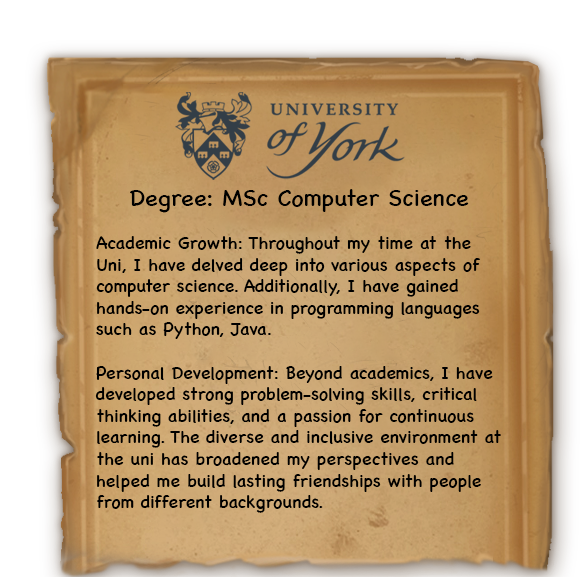 UNIVERSITY
of York
Degree: MSc Computer Science
Academic Growth: Throughout my time at the
Uni, I have delved deep into various aspects of
computer science. Additionally, I have gained
hands-on experience in programming languages
such as Python, Java.
Personal Development: Beyond academics, I have
developed strong problem-solving skills, critical
thinking abilities, and a passion for continuous
learning. The diverse and inclusive environment at
the uni has broadened my perspectives and
helped me build lasting friendships with people
from different backgrounds.